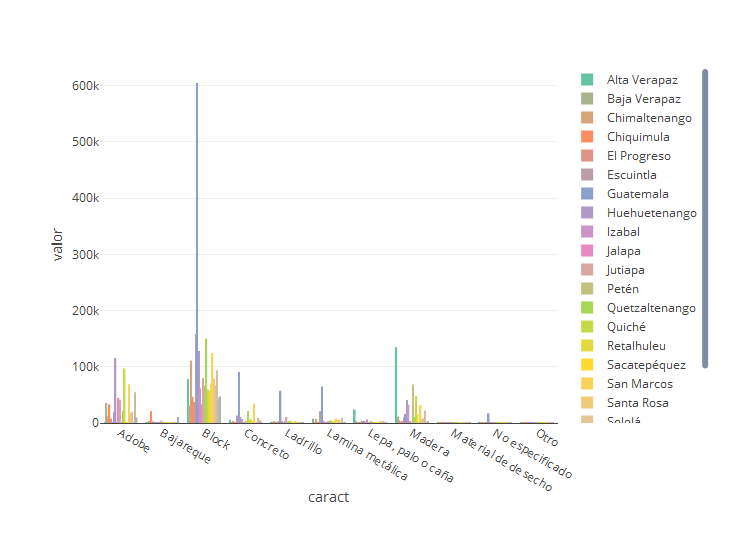 600k
500k
400k
300k
200k
100k
0
valor
Adobe
Bajareque
Block
Concreto
Ladrillo
Lamina metálica
Lepa, palo o caña
Madera
Material de desecho
No especificado
Otro
caract
Alta Verapaz
Baja Verapaz
Chimaltenango
Chiquimula
El Progreso
Escuintla
Guatemala
Huehuetenango
Izabal
Jalapa
Jutiapa
Petén
Quetzaltenango
Quiché
Retalhuleu
Sacatepéquez
San Marcos
Santa Rosa
Sololá